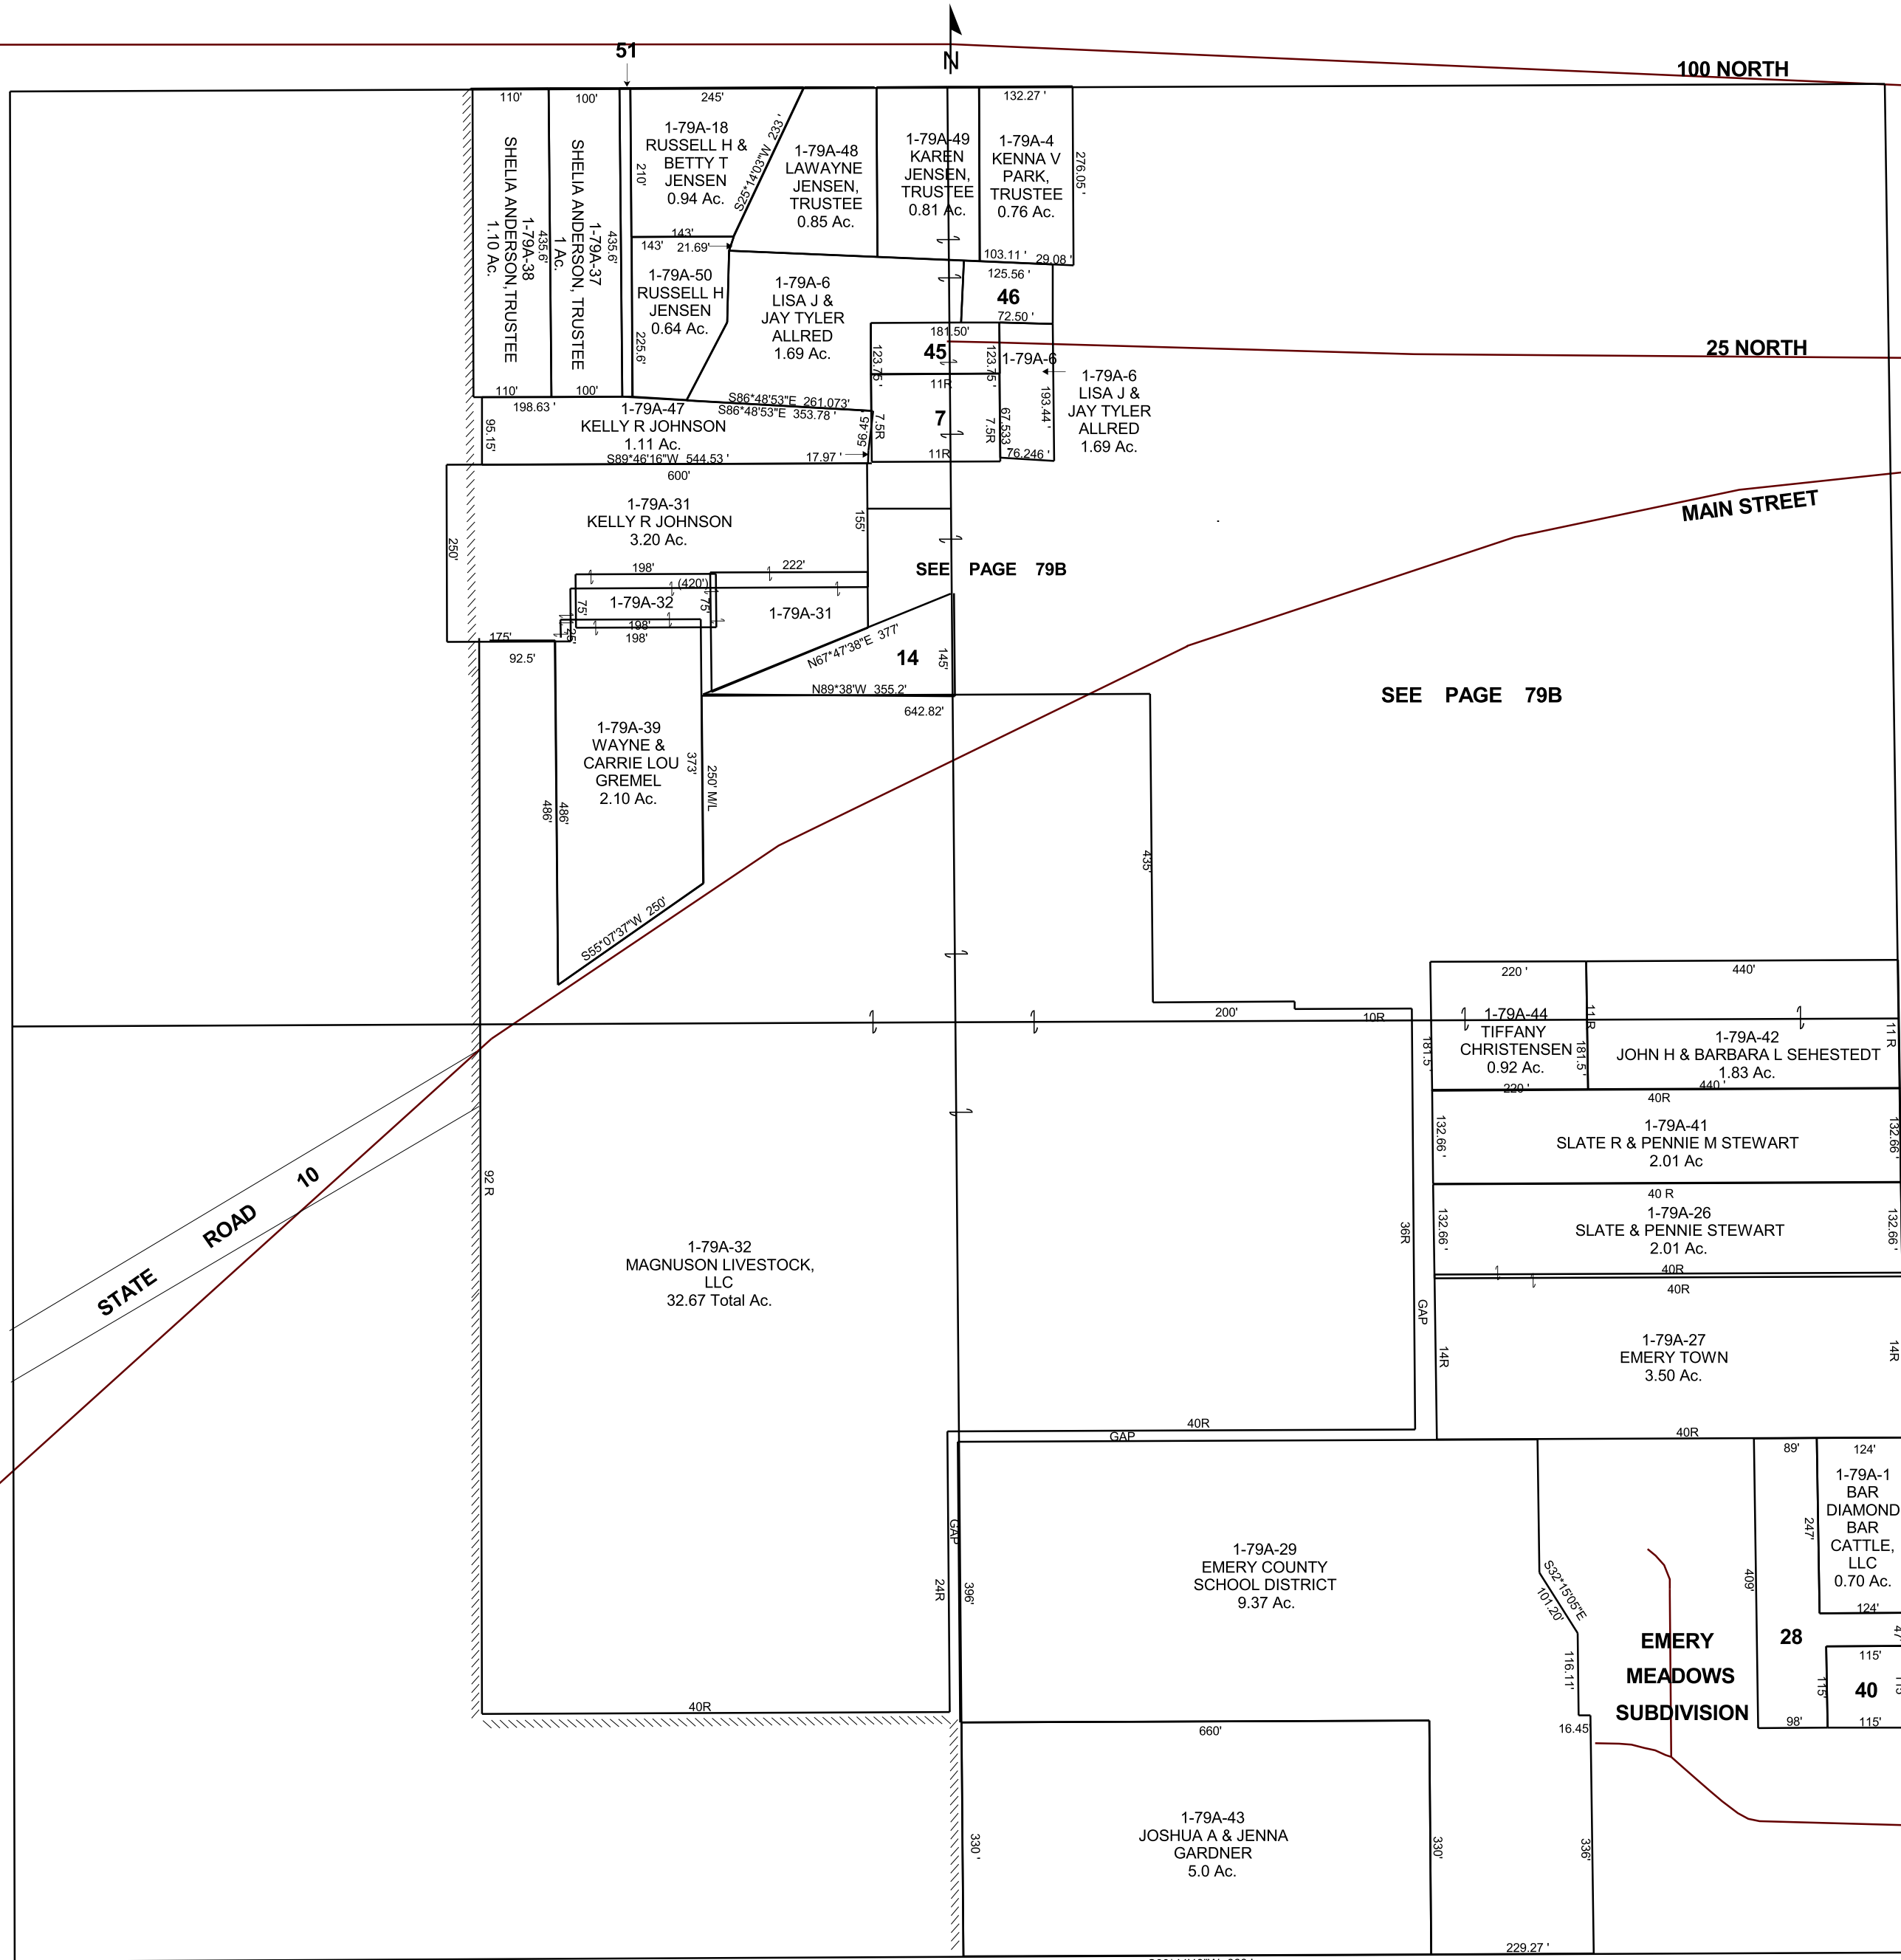 51
N
100 NORTH
110'
100'
245'
132.27 '
SHELIA ANDERSON,TRUSTEE
1-79A-38
1.10 Ac.
435.6'
SHELIA ANDERSON, TRUSTEE
1-79A-37
1 Ac.
435.6'
210'
1-79A-18
RUSSELL H &
BETTY T
JENSEN
0.94 Ac.
S25*14'03"W 233 '
1-79A-48
LAWAYNE
JENSEN,
TRUSTEE
0.85 Ac.
1-79A-49
KAREN
JENSEN,
TRUSTEE
0.81 Ac.
1-79A-4
KENNA V
PARK,
TRUSTEE
0.76 Ac.
276.05 '
143'
143'
21.69'
103.11 '
29.08 '
1-79A-50
RUSSELL H
JENSEN
0.64 Ac.
225.6'
1-79A-6
LISA J &
JAY TYLER
ALLRED
1.69 Ac.
125.56 '
46
72.50 '
181.50'
45
123.75 '
123.75 '
1-79A-6
25 NORTH
11R
1-79A-6
LISA J &
JAY TYLER
ALLRED
1.69 Ac.
193.44 '
110'
100'
S86*48'53"E 261.073'
198.63 '
1-79A-47
KELLY R JOHNSON
1.11 Ac.
S86*48'53"E 353.78 '
95.15'
56.45'
7.5R
7
7.5R
67.533
S89*46'16"W 544.53 '
17.97 '
11R
76.246 '
600'
1-79A-31
KELLY R JOHNSON
3.20 Ac.
155'
250'
MAIN STREET
SEE PAGE 79B
198'
222'
(420')
75'
1-79A-32
75'
1-79A-31
198'
198'
25'
175'
92.5'
N67*47'38"E 377'
14
145'
N89*38'W 355.2'
642.82'
SEE PAGE 79B
1-79A-39
WAYNE &
CARRIE LOU
GREMEL
2.10 Ac.
373'
250' M/L
486'
486'
435'
S55*07'37"W 250'
220 '
440'
200'
10R
1-79A-44
TIFFANY
CHRISTENSEN
0.92 Ac.
181.5'
11 R
181.5 '
1-79A-42
JOHN H & BARBARA L SEHESTEDT
1.83 Ac.
11 R
220 '
440 '
40R
132.66 '
1-79A-41
SLATE R & PENNIE M STEWART
2.01 Ac
132.66 '
92 R
STATE ROAD 10
40 R
1-79A-26
SLATE & PENNIE STEWART
2.01 Ac.
132.66 '
132.66 '
36R
1-79A-32
MAGNUSON LIVESTOCK,
LLC
32.67 Total Ac.
40R
40R
GAP
1-79A-27
EMERY TOWN
3.50 Ac.
14R
14R
40R
GAP
40R
89'
124'
1-79A-1
BAR
DIAMOND
BAR
CATTLE,
LLC
0.70 Ac.
247'
GAP
24R
396'
1-79A-29
EMERY COUNTY
SCHOOL DISTRICT
9.37 Ac.
S32*15'05"E
101.20'
409'
124'
47'
116.11'
EMERY
MEADOWS
SUBDIVISION
28
115'
115'
40
115'
16.45'
98'
115'
40R
660'
1-79A-43
JOSHUA A & JENNA
GARDNER
5.0 Ac.
330 '
330'
336'
229.27 '